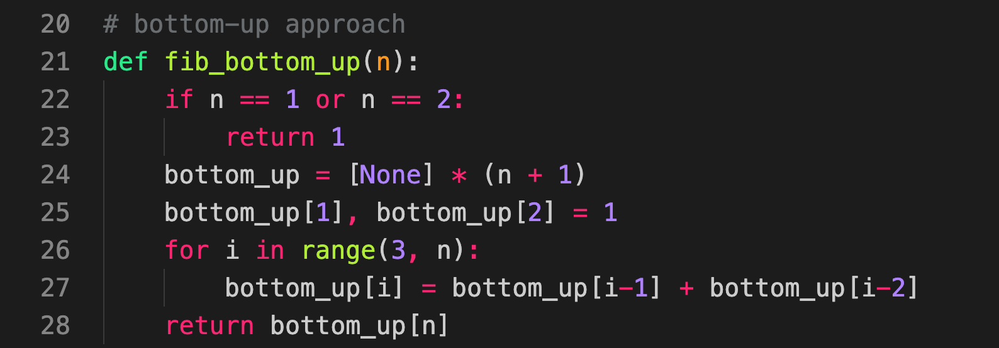 20 # bottom-up approach
21 def fib_bottom_up(n):
22     if n == 1 or n == 2:
23         return 1
24     bottom_up = [None] * (n + 1)
25     bottom_up[1], bottom_up[2] = 1
26     for i in range(3, n):
27         bottom_up[i] = bottom_up[i-1] + bottom_up[i-2]
28     return bottom_up[n]